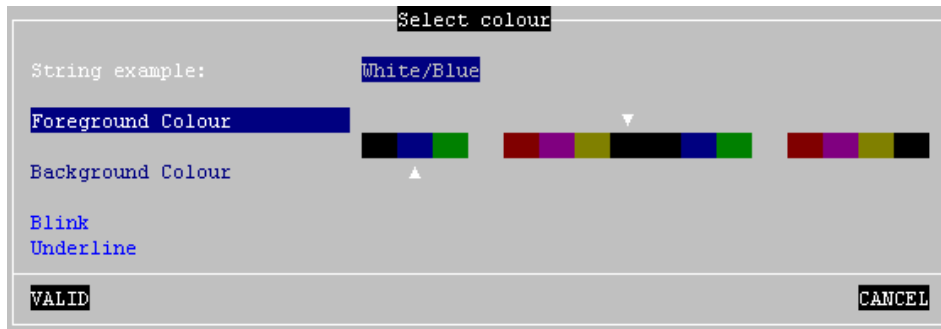 Select colour
String example: White/Blue
Foreground Colour
Background Colour
Blink
Underline
VALID CANCEL